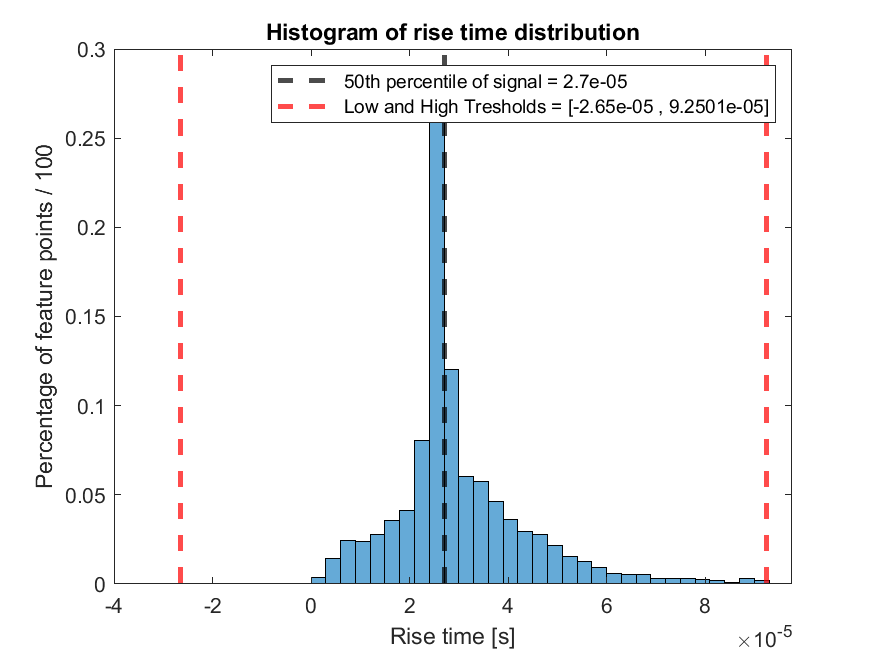 Histogram of rise time distribution
50th percentile of signal = 2.7e-05
Low and High Tresholds = [-2.65e-05 , 9.2501e-05]
Percentage of feature points / 100
0.3
0.25
0.2
0.15
0.1
0.05
0
-4 -2 0 2 4 6 8
Rise time [s]
×10-5